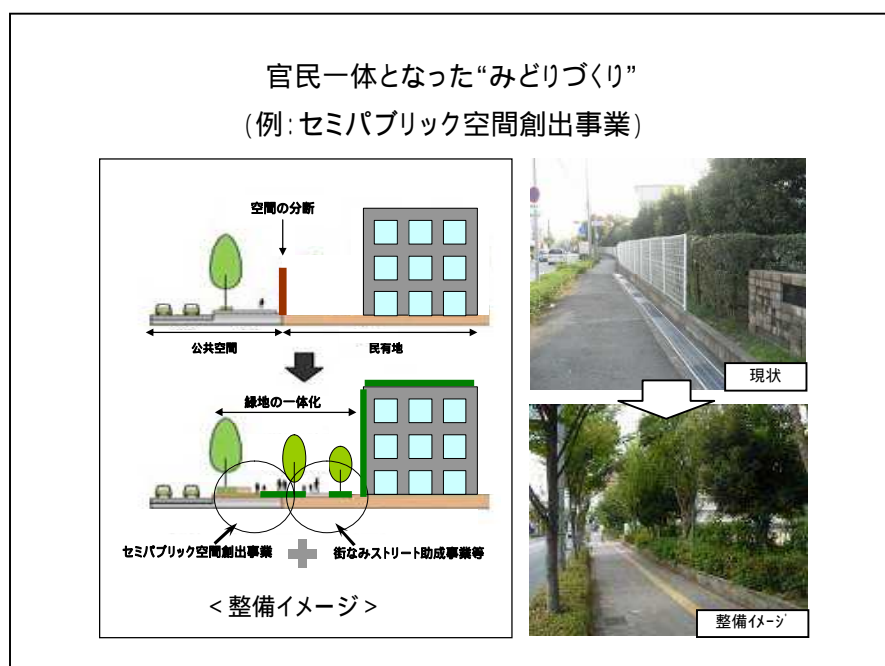 官民一体となった“みどりづくり”
(例:セミパブリック空間創出事業)
空間の分断
公共空間
民有地
緑地の一体化
セミパブリック空間創出事業
街なみストリート助成事業等
<整備イメージ>
現状
整備イメージ